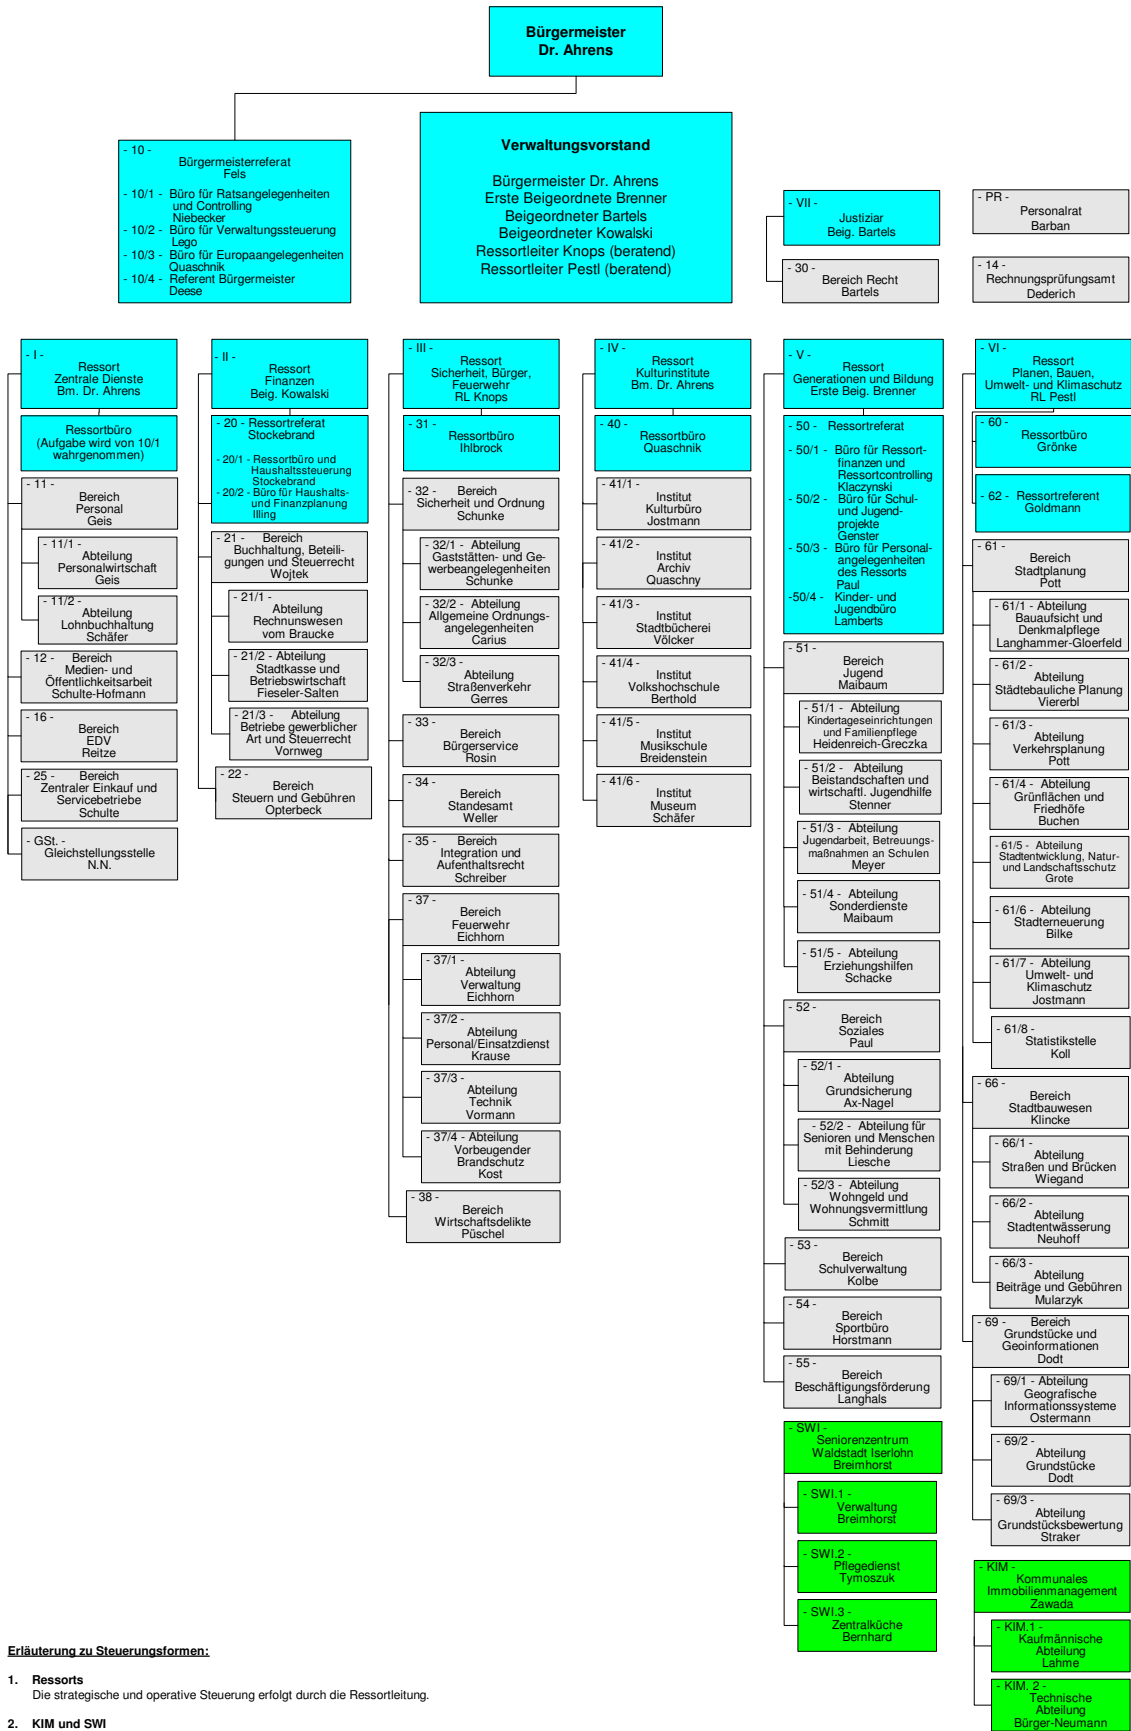 Bürgermeister
Dr. Ahrens
- 10 -
Bürgermeisterreferat
Fels
- 10/1 - Büro für Ratsangelegenheiten
und Controlling
Niebecker
- 10/2 - Büro für Verwaltungssteuerung
Lego
- 10/3 - Büro für Europaangelegenheiten
Quaschnik
- 10/4 - Referent Bürgermeister
Deese
Verwaltungsvorstand
Bürgermeister Dr. Ahrens
Erste Beigeordnete Brenner
Beigeordneter Bartels
Beigeordneter Kowalski
Ressortleiter Knops (beratend)
Ressortleiter Pestl (beratend)
- VII -
Justiziar
Beig. Bartels
- 30 -
Bereich Recht
Bartels
- PR -
Personalrat
Barban
- 14 -
Rechnungsprüfungsamt
Dederich
- I -
Ressort
Zentrale Dienste
Bm. Dr. Ahrens
Ressortbüro
(Aufgabe wird von 10/1
wahrgenommen)
- 11 -
Bereich
Personal
Geis
- 11/1 -
Abteilung
Personalwirtschaft
Geis
- 11/2 -
Abteilung
Lohnbuchhaltung
Schäfer
- 12 - Bereich
Medien- und
Öffentlichkeitsarbeit
Schulte-Hofmann
- 16 -
Bereich
EDV
Reitze
- 25 - Bereich
Zentraler Einkauf und
Servicebetriebe
Schulte
- GSt. -
Gleichstellungsstelle
N.N.
- II -
Ressort
Finanzen
Beig. Kowalski
- 20 - Ressortreferat
Stockebrand
- 20/1 - Ressortbüro und
Haushaltssteuerung
Stockebrand
- 20/2 - Büro für Haushalts-
und Finanzplanung
Illing
- 21 - Bereich
Buchhaltung, Beteili-
gungen und Steuerrecht
Wojtek
- 21/1 -
Abteilung
Rechnunswesen
vom Braucke
- 21/2 - Abteilung
Stadtkasse und
Betriebswirtschaft
Fieseler-Salten
- 21/3 - Abteilung
Betriebe gewerblicher
Art und Steuerrecht
Vornweg
- 22 -
Bereich
Steuern und Gebühren
Opterbeck
- III -
Ressort
Sicherheit, Bürger,
Feuerwehr
RL Knops
- 31 -
Ressortbüro
Ihlbrock
- 32 - Bereich
Sicherheit und Ordnung
Schunke
- 32/1 - Abteilung
Gaststätten- und Ge-
werbeangelegenheiten
Schunke
- 32/2 - Abteilung
Allgemeine Ordnungs-
angelegenheiten
Carius
- 32/3 -
Abteilung
Straßenverkehr
Gerres
- 33 -
Bereich
Bürgerservice
Rosin
- 34 -
Bereich
Standesamt
Weller
- 35 -
Bereich
Integration und
Aufenthaltsrecht
Schreiber
- 37 -
Bereich
Feuerwehr
Eichhorn
- 37/1 -
Abteilung
Verwaltung
Eichhorn
- 37/2 -
Abteilung
Personal/Einsatzdienst
Krause
- 37/3 -
Abteilung
Technik
Vormann
- 37/4 - Abteilung
Vorbeugender
Brandschutz
Kost
- 38 -
Bereich
Wirtschaftsdelikte
Püschel
- IV -
Ressort
Kulturinstitute
Bm. Dr. Ahrens
- 40 -
Ressortbüro
Quaschnik
- 41/1 -
Institut
Kulturbüro
Jostmann
- 41/2 -
Institut
Archiv
Quaschny
- 41/3 -
Institut
Stadtbücherei
Völcker
- 41/4 -
Institut
Volkshochschule
Berthold
- 41/5 -
Institut
Musikschule
Breidenstein
- 41/6 -
Institut
Museum
Schäfer
- V -
Ressort
Generationen und Bildung
Erste Beig. Brenner
- 50 - Ressortreferat
- 50/1 - Büro für Ressort-
finanzen und
Ressortcontrolling
Klaczynski
- 50/2 - Büro für Schul-
und Jugend-
projekte
Genster
- 50/3 - Büro für Personal-
angelegenheiten
des Ressorts
Paul
-50/4 - Kinder- und
Jugendbüro
Lamberts
- 51 -
Bereich
Jugend
Maibaum
- 51/1 - Abteilung
Kindertageseinrichtungen
und Familienpflege
Heidenreich-Greczka
- 51/2 - Abteilung
Beistandschaften und
wirtschaftl. Jugendhilfe
Stenner
- 51/3 - Abteilung
Jugendarbeit, Betreuungs-
maßnahmen an Schulen
Meyer
- 51/4 - Abteilung
Sonderdienste
Maibaum
- 51/5 - Abteilung
Erziehungshilfen
Schacke
- 52 -
Bereich
Soziales
Paul
- 52/1 -
Abteilung
Grundsicherung
Ax-Nagel
- 52/2 - Abteilung für
Senioren und Menschen
mit Behinderung
Liesche
- 52/3 - Abteilung
Wohngeld und
Wohnungsvermittlung
Schmitt
- 53 -
Bereich
Schulverwaltung
Kolbe
- 54 -
Bereich
Sportbüro
Horstmann
- 55 -
Bereich
Beschäftigungsförderung
Langhals
- SWI -
Seniorenzentrum
Waldstadt Iserlohn
Breimhorst
- SWI.1 -
Verwaltung
Breimhorst
- SWI.2 -
Pflegedienst
Tymoszuk
- SWI.3 -
Zentralküche
Bernhard
- VI -
Ressort
Planen, Bauen,
Umwelt- und Klimaschutz
RL Pestl
- 60 -
Ressortbüro
Grönke
- 62 - Ressortreferent
Goldmann
- 61 -
Bereich
Stadtplanung
Pott
- 61/1 - Abteilung
Bauaufsicht und
Denkmalpflege
Langhammer-Gloerfeld
- 61/2 -
Abteilung
Städtebauliche Planung
Viererbl
- 61/3 -
Abteilung
Verkehrsplanung
Pott
- 61/4 - Abteilung
Grünflächen und
Friedhöfe
Buchen
- 61/5 - Abteilung
Stadtentwicklung, Natur-
und Landschaftsschutz
Grote
- 61/6 - Abteilung
Stadterneuerung
Bilke
- 61/7 - Abteilung
Umwelt- und
Klimaschutz
Jostmann
- 61/8 -
Statistikstelle
Koll
- 66 -
Bereich
Stadtbauwesen
Klincke
- 66/1 -
Abteilung
Straßen und Brücken
Wiegand
- 66/2 -
Abteilung
Stadtentwässerung
Neuhoff
- 66/3 -
Abteilung
Beiträge und Gebühren
Mularzyk
- 69 - Bereich
Grundstücke und
Geoinformationen
Dodt
- 69/1 - Abteilung
Geografische
Informationssysteme
Ostermann
- 69/2 -
Abteilung
Grundstücke
Dodt
- 69/3 -
Abteilung
Grundstücksbewertung
Straker
- KIM -
Kommunales
Immobilienmanagement
Zawada
- KIM.1 -
Kaufmännische
Abteilung
Lahme
- KIM. 2 -
Technische
Abteilung
Bürger-Neumann
Erläuterung zu Steuerungsformen:
1. Ressorts
Die strategische und operative Steuerung erfolgt durch die Ressortleitung.
2. KIM und SWI